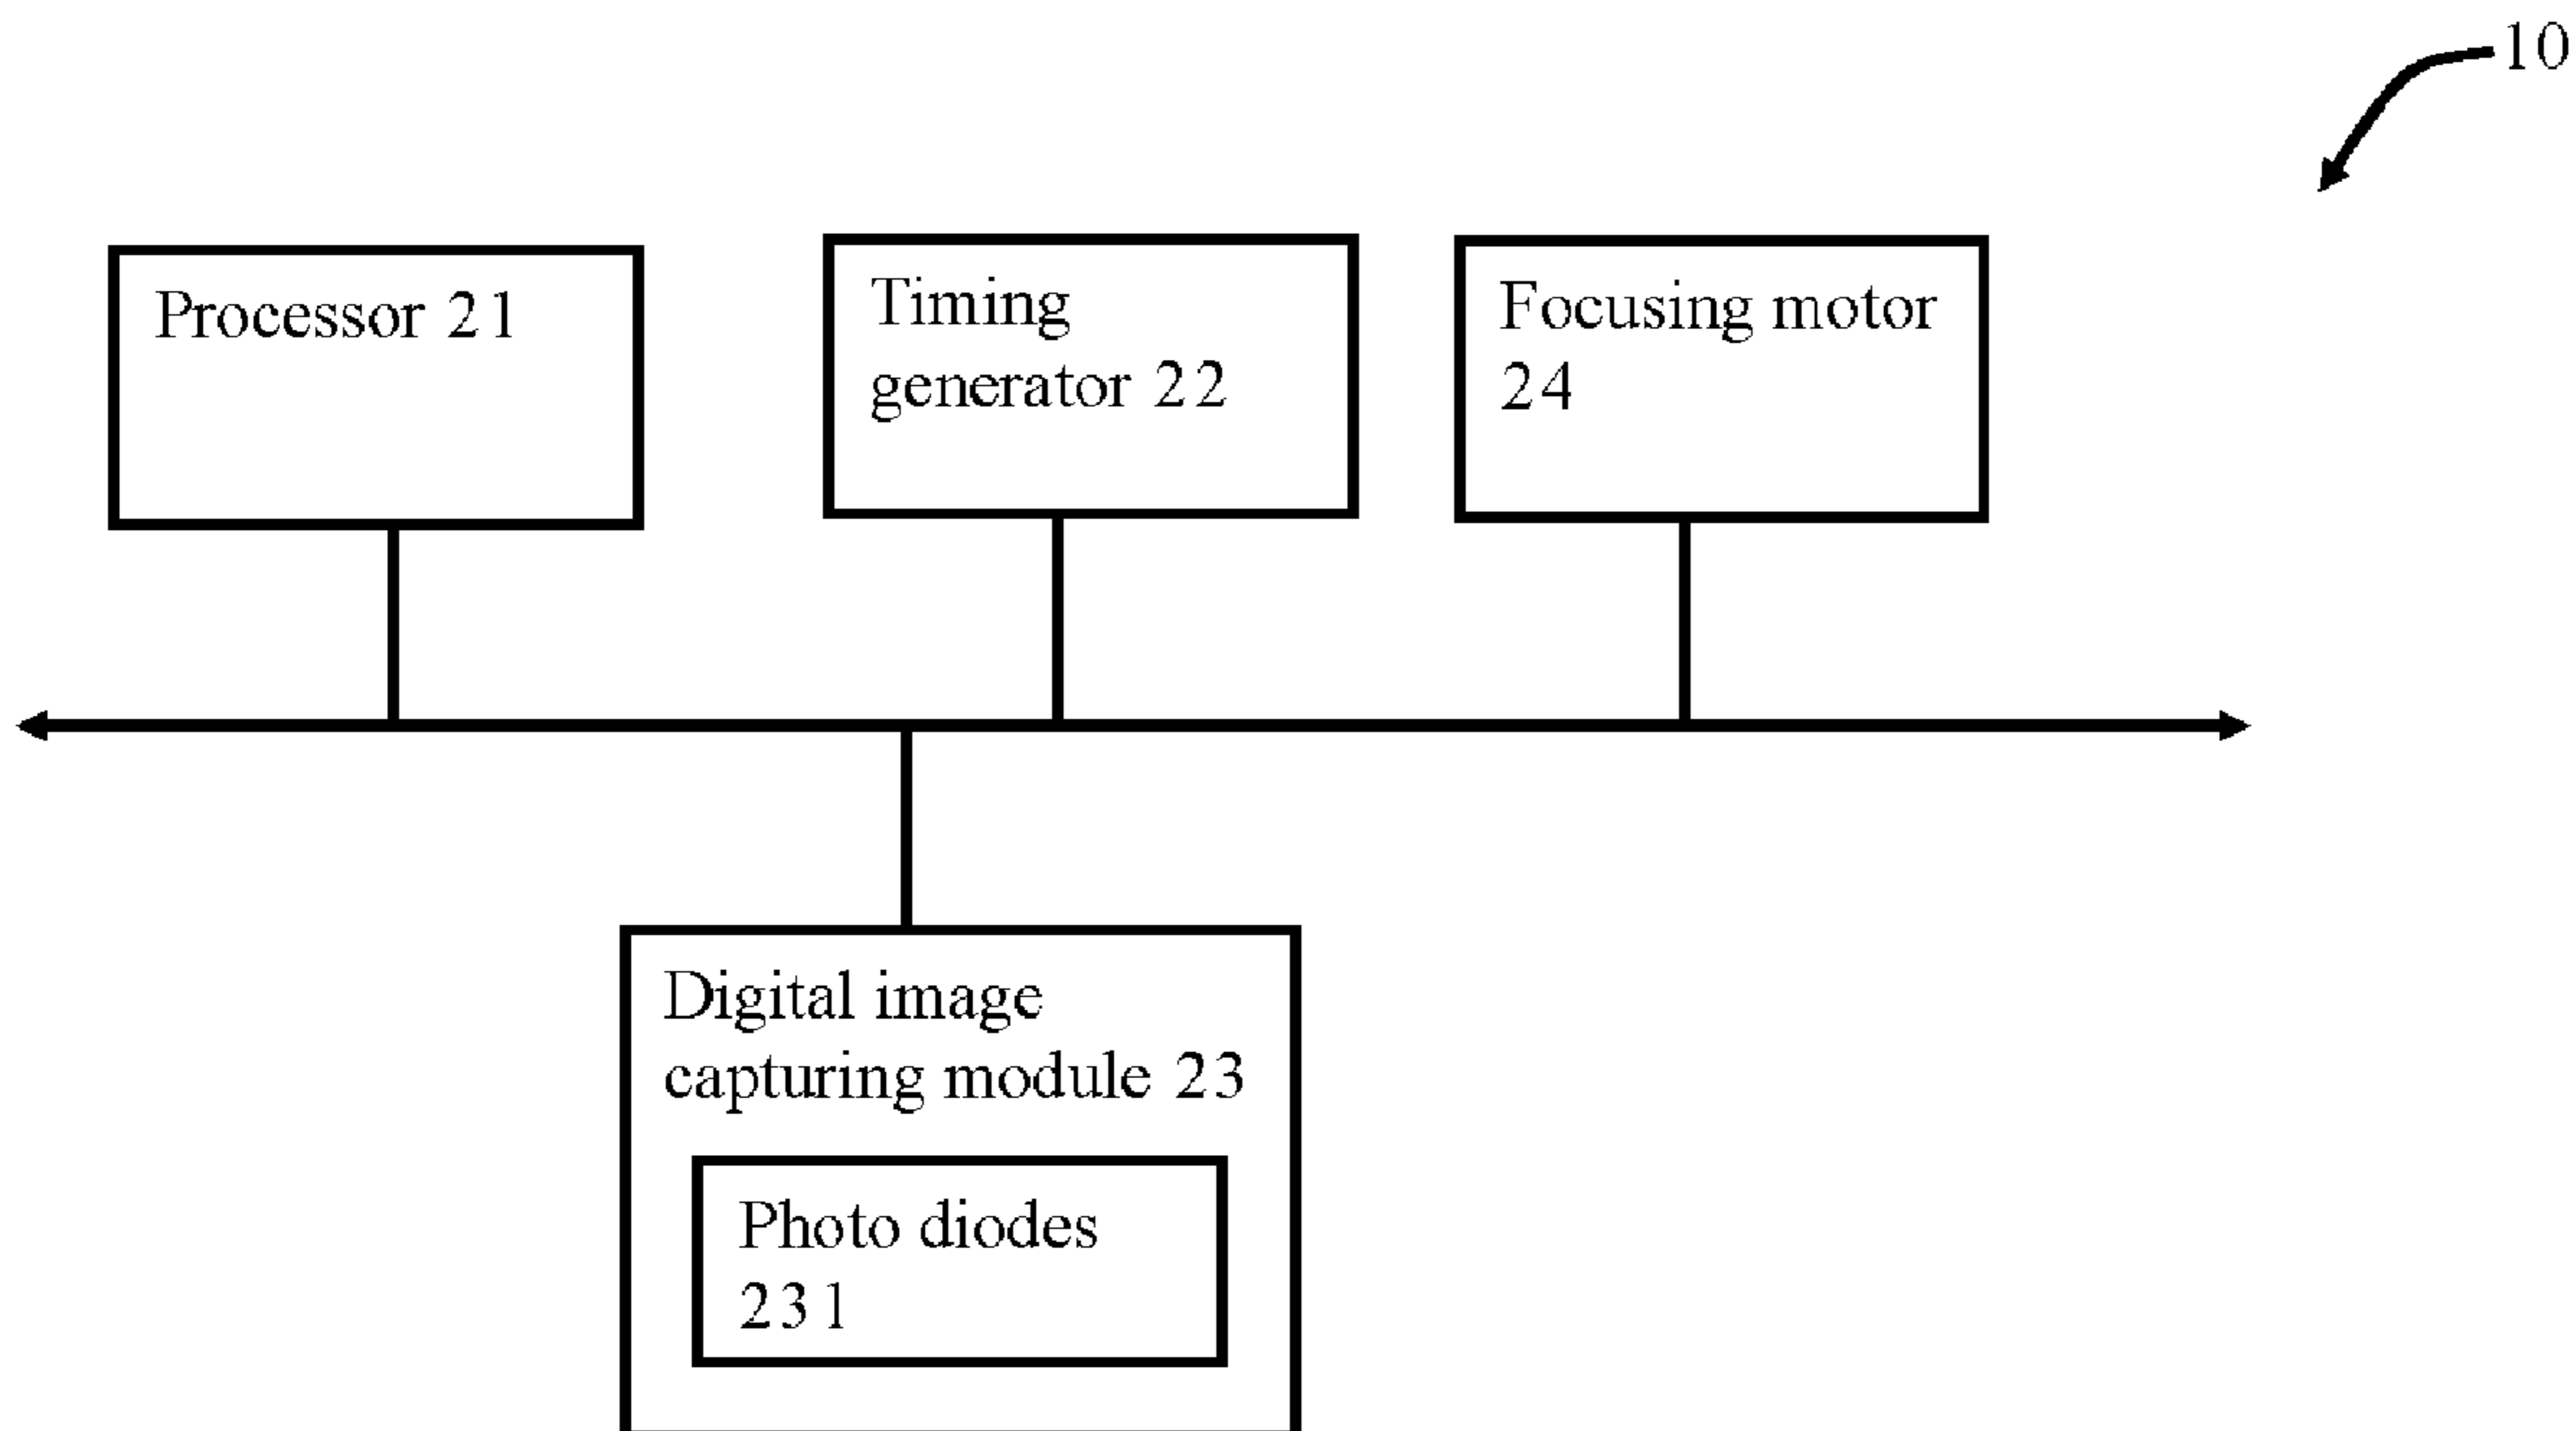 10
Processor 21
Timing
generator 22
Focusing motor
24
Digital image
capturing module 23
Photo diodes
231